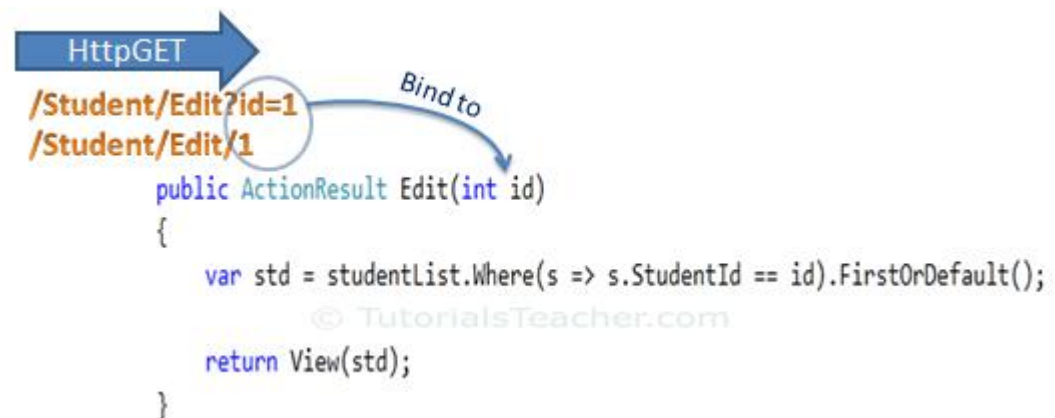 HttpGET
Bind to
/Student/Edit?id=1
/Student/Edit/1
public ActionResult Edit(int id)
{
var std = studentList.Where(s => s.StudentId == id).FirstOrDefault();
© TutorialsTeacher.com
return View(std);
}